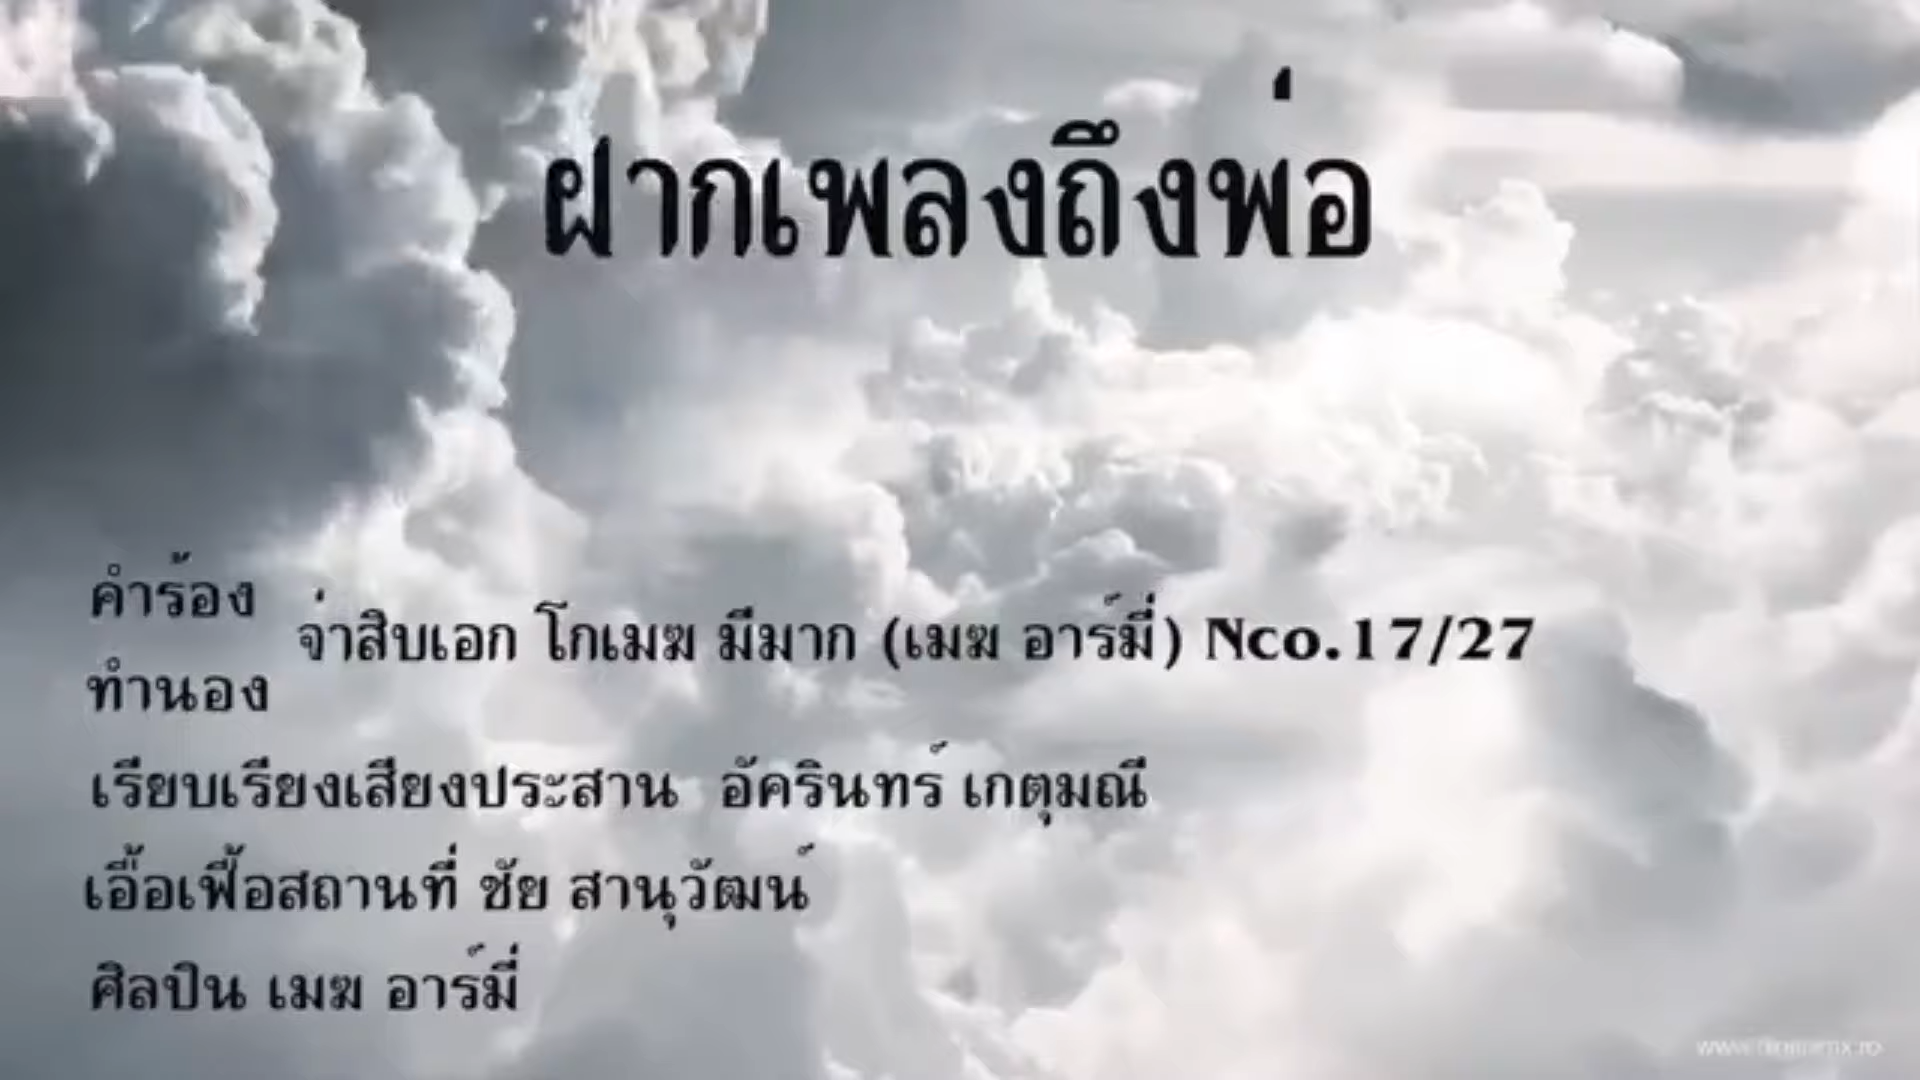 ฝากเพลงถึงพ่อ
คำร้อง
จ่าสิบเอก โกเมฆ มีมาก (เมฆ อาร์มี่) Nco.17/27
ทำนอง
เรียบเรียงเสียงประสาน อัครินทร์ เกตุมณี
เอื้อเฟื้อสถานที่ ชัย สานุวัฒน์
ศิลปิน เมฆ อาร์มี่